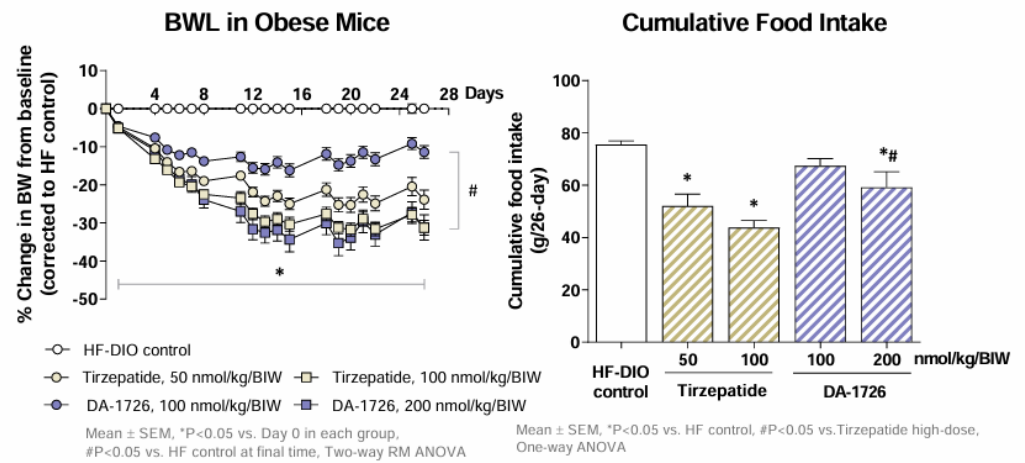 BWL in Obese Mice
% Change in BW from baseline
(corrected to HF control)
10
0
-10
-20
-30
-40
-50
4 8 12 16 20 24 28 Days
#
*
HF-DIO control
Tirzepatide, 50 nmol/kg/BIW
Tirzepatide, 100 nmol/kg/BIW
DA-1726, 100 nmol/kg/BIW
DA-1726, 200 nmol/kg/BIW
Mean ± SEM, *P<0.05 vs. Day 0 in each group,
#P<0.05 vs. HF control at final time, Two-way RM ANOVA
Cumulative Food Intake
Cumulative food intake
(g/26-day)
100
80
60
40
20
0
*
*
*#
HF-DIO
control
50 100 100 200 nmol/kg/BIW
Tirzepatide DA-1726
Mean ± SEM, *P<0.05 vs. HF control, #P<0.05 vs.Tirzepatide high-dose,
One-way ANOVA